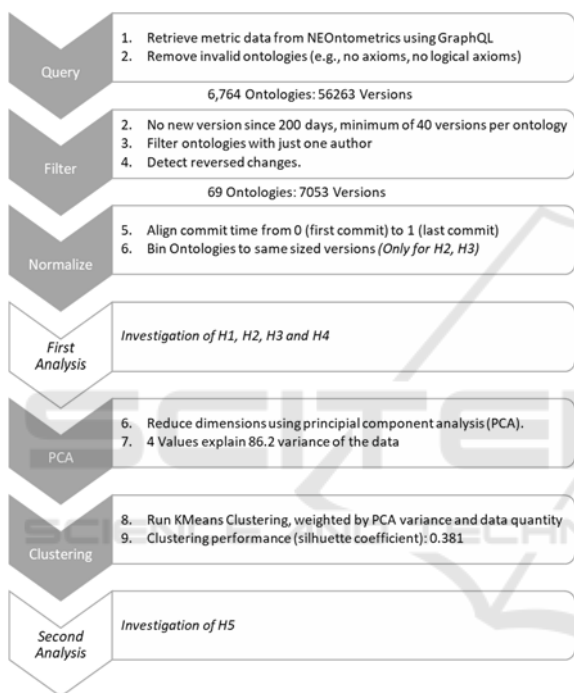 Query
1. Retrieve metric data from NEOntometrics using GraphQL
2. Remove invalid ontologies (e.g., no axioms, no logical axioms)
6,764 Ontologies: 56263 Versions
Filter
2. No new version since 200 days, minimum of 40 versions per ontology
3. Filter ontologies with just one author
4. Detect reversed changes.
69 Ontologies: 7053 Versions
Normalize
5. Align commit time from 0 (first commit) to 1 (last commit)
6. Bin Ontologies to same sized versions (Only for H2, H3)
First
Analysis
Investigation of H1, H2, H3 and H4
PCA
6. Reduce dimensions using principial component analysis (PCA).
7. 4 Values explain 86.2 variance of the data
Clustering
8. Run KMeans Clustering, weighted by PCA variance and data quantity
9. Clustering performance (silhuette coefficient): 0.381
Second
Analysis
Investigation of H5
SCITE
SCIENCE AND TECHN